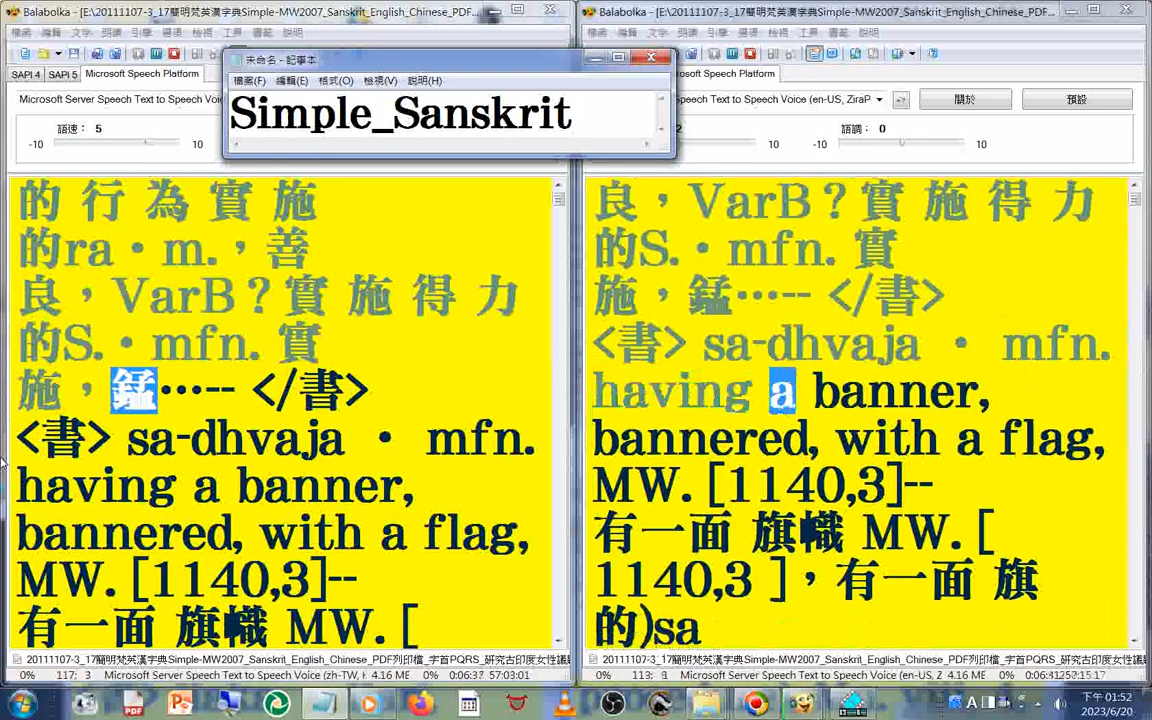 Balabolka - [E:\20111107-3_17簡明梵英漢字典Simple-MW2007_Sanskrit_English_Chinese_PDF...
Balabolka - [E:\20111107-3_17簡明梵英漢字典Simple-MW2007_Sanskrit_English_Chinese_PDF...
SAPI 4 SAPI 5 Microsoft Speech Platform
Microsoft Server Speech Text to Speech Voi
語速： 5
-10 10
未命名 - 記事本
檔案(F) 編輯(E) 格式(O) 檢視(V) 說明(H)
Simple_Sanskrit
Speech Platform
Speech Text to Speech Voice (en-US, ZiraP 關於 預設
語調： 0
10 -10 10
的 行 為 實 施
的ra·m.，善
良，VarB？實 施 得 力
的S.·mfn. 實
施，錳…-- </書>
<書> sa-dhvaja · mfn.
having a banner,
bannered, with a flag,
MW. [1140,3]--
有一面 旗幟 MW. [
良，VarB？實 施 得 力
的S.·mfn. 實
施，錳…-- </書>
<書> sa-dhvaja · mfn.
having a banner,
bannered, with a flag,
MW. [1140,3]--
有一面 旗幟 MW. [
1140,3 ]，有一面 旗
的)sa
20111107-3_17簡明梵英漢字典Simple-MW2007_Sanskrit_English_Chinese_PDF列印檔_字首PQRS_研究古印度女性議
20111107-3_17簡明梵英漢字典Simple-MW2007_Sanskrit_English_Chinese_PDF列印檔_字首PQRS_研究古印度女性議
0% 117: 3 Microsoft Server Speech Text to Speech Voice (zh-TW, 4.16 ME 0% 57:03:01
0% 113: Microsoft Server Speech Text to Speech Voice (en-US, 4.16 ME 0%
下午 01:52
2023/6/20